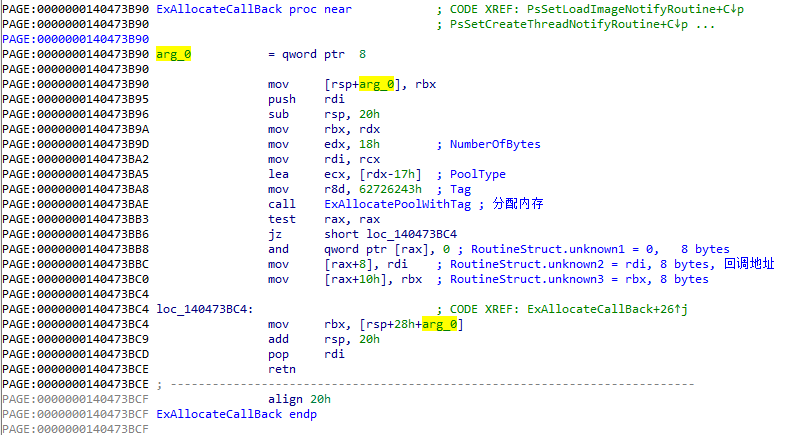 PAGE:0000000140473B90 ExAllocateCallBack proc near ; CODE XREF: PsSetLoadImageNotifyRoutine+C↓p
PAGE:0000000140473B90 ; PsSetCreateThreadNotifyRoutine+C↓p ...
PAGE:0000000140473B90
PAGE:0000000140473B90 arg_0 = qword ptr 8
PAGE:0000000140473B90
PAGE:0000000140473B90 mov [rsp+arg_0], rbx
PAGE:0000000140473B95 push rdi
PAGE:0000000140473B96 sub rsp, 20h
PAGE:0000000140473B9A mov rbx, rdx
PAGE:0000000140473B9D mov edx, 18h ; NumberOfBytes
PAGE:0000000140473BA2 mov rdi, rcx
PAGE:0000000140473BA5 lea ecx, [rdx-17h] ; PoolType
PAGE:0000000140473BA8 mov r8d, 62726243h ; Tag
PAGE:0000000140473BAE call ExAllocatePoolWithTag ; 分配内存
PAGE:0000000140473BB3 test rax, rax
PAGE:0000000140473BB6 jz short loc_140473BC4
PAGE:0000000140473BB8 and qword ptr [rax], 0 ; RoutineStruct.unknown1 = 0, 8 bytes
PAGE:0000000140473BBC mov [rax+8], rdi ; RoutineStruct.unknown2 = rdi, 8 bytes, 回调地址
PAGE:0000000140473BC0 mov [rax+10h], rbx ; RoutineStruct.unknown3 = rbx, 8 bytes
PAGE:0000000140473BC4
PAGE:0000000140473BC4 loc_140473BC4: ; CODE XREF: ExAllocateCallBack+26↑j
PAGE:0000000140473BC4 mov rbx, [rsp+28h+arg_0]
PAGE:0000000140473BC9 add rsp, 20h
PAGE:0000000140473BCD pop rdi
PAGE:0000000140473BCE retn
PAGE:0000000140473BCE ; ---------------------------------------------------------------------------
PAGE:0000000140473BCF align 20h
PAGE:0000000140473BCF ExAllocateCallBack endp
PAGE:0000000140473BCF